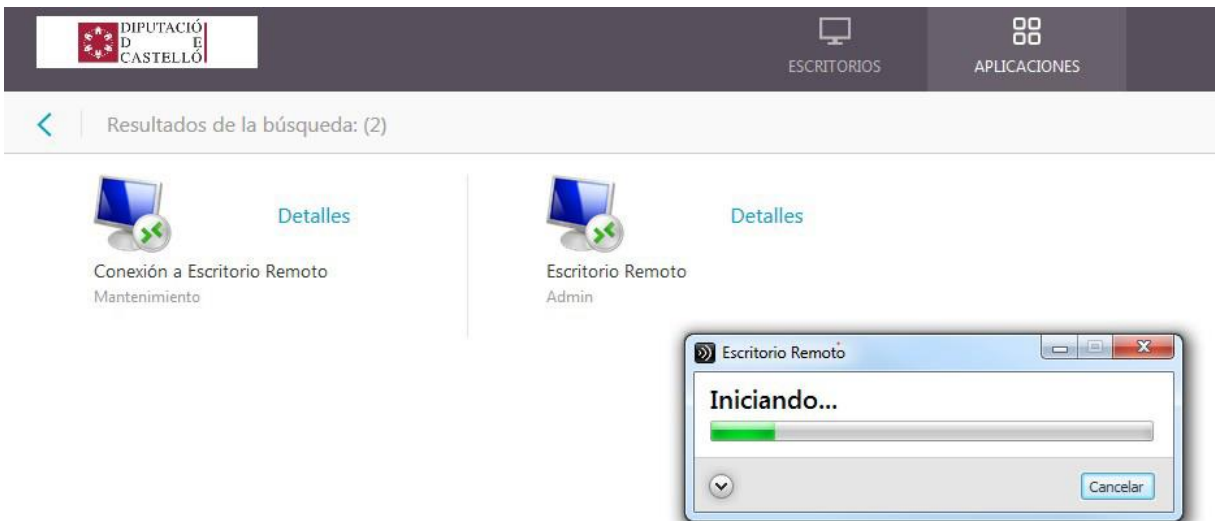 DIPUTACIÓ
D E
CASTELLÓ
ESCRITORIOS
APLICACIONES
Resultados de la búsqueda: (2)
Detalles
Conexión a Escritorio Remoto
Mantenimiento
Detalles
Escritorio Remoto
Admin
Escritorio Remoto
Iniciando...
Cancelar